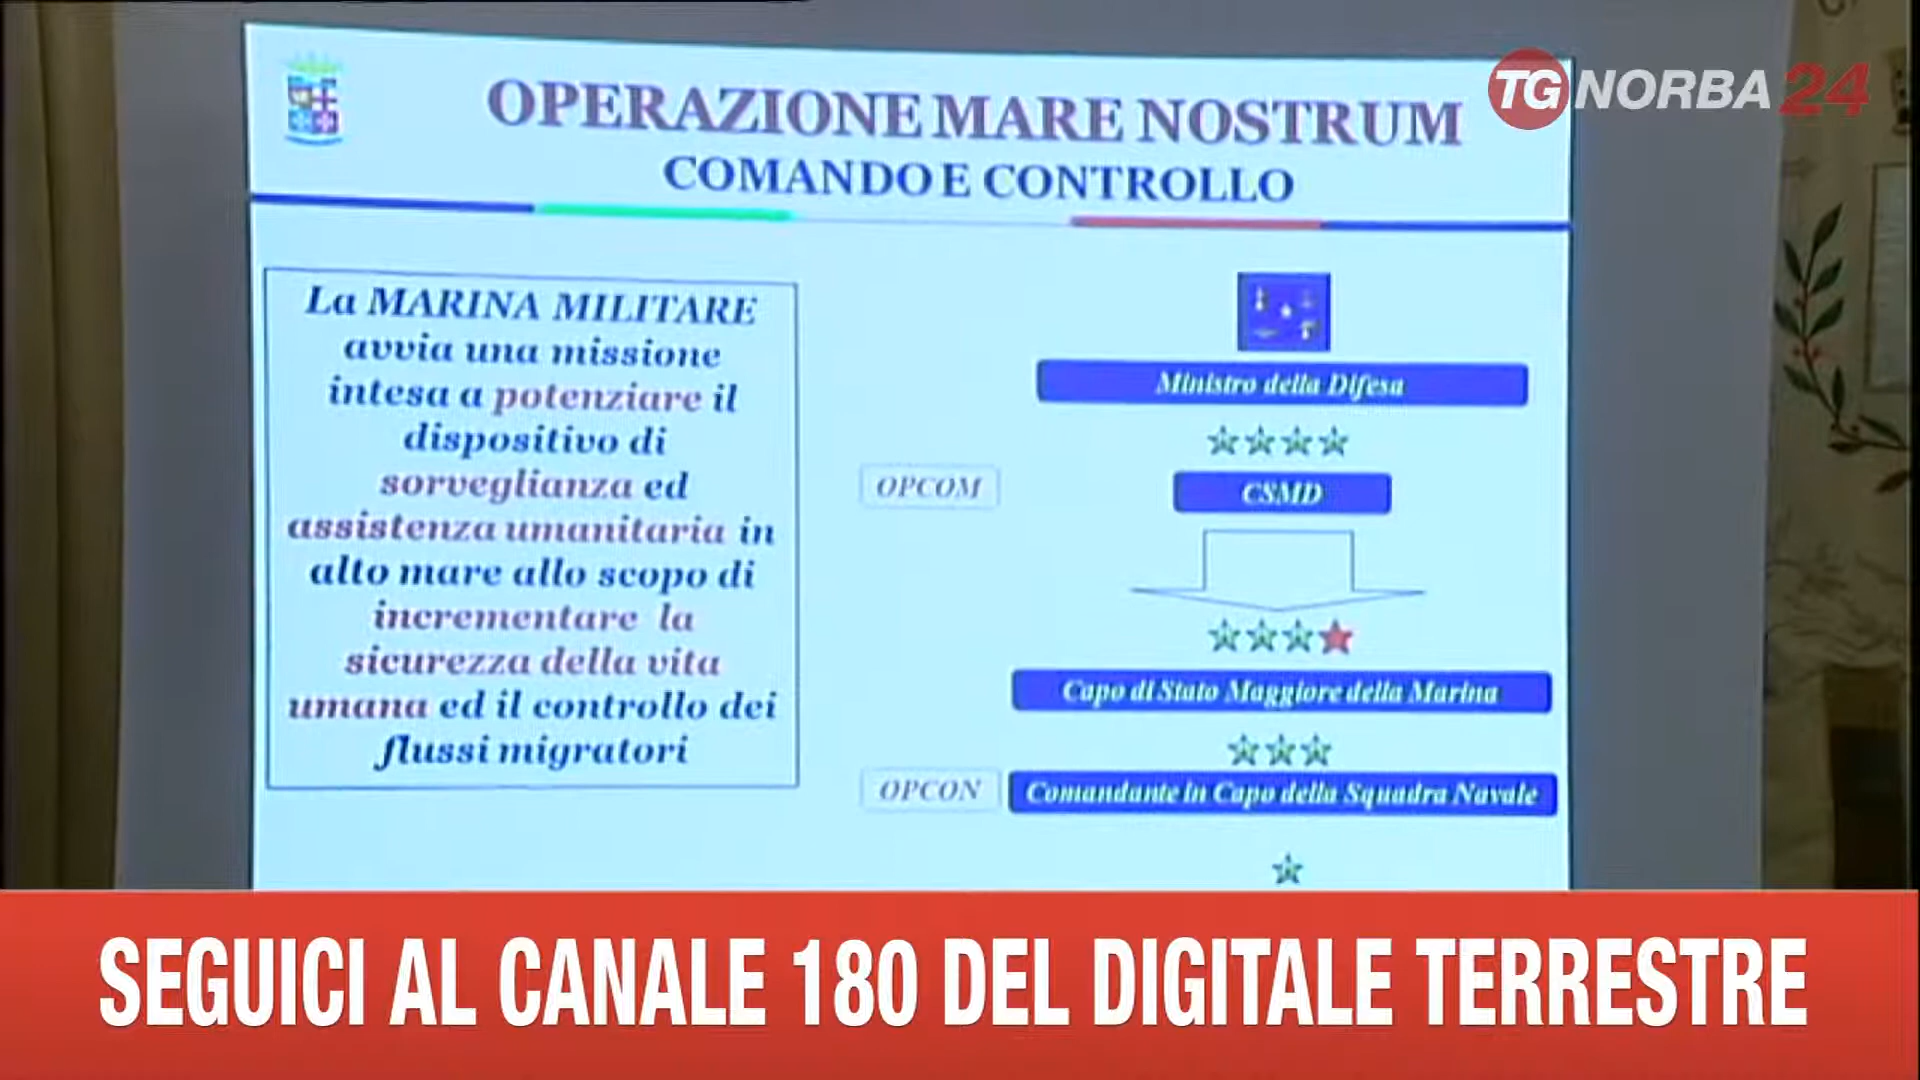 TG NORBA 24
OPERAZIONE MARE NOSTRUM
COMANDO E CONTROLLO
La MARINA MILITARE
avvia una missione
intesa a potenziare il
dispositivo di
sorveglianza ed
assistenza umanitaria in
alto mare allo scopo di
incrementare la
sicurezza della vita
umana ed il controllo dei
flussi migratori
Ministro della Difesa
OPCOM
CSMD
Capo di Stato Maggiore della Marina
OPCON
Comandante in Capo della Squadra Navale
SEGUICI AL CANALE 180 DEL DIGITALE TERRESTRE